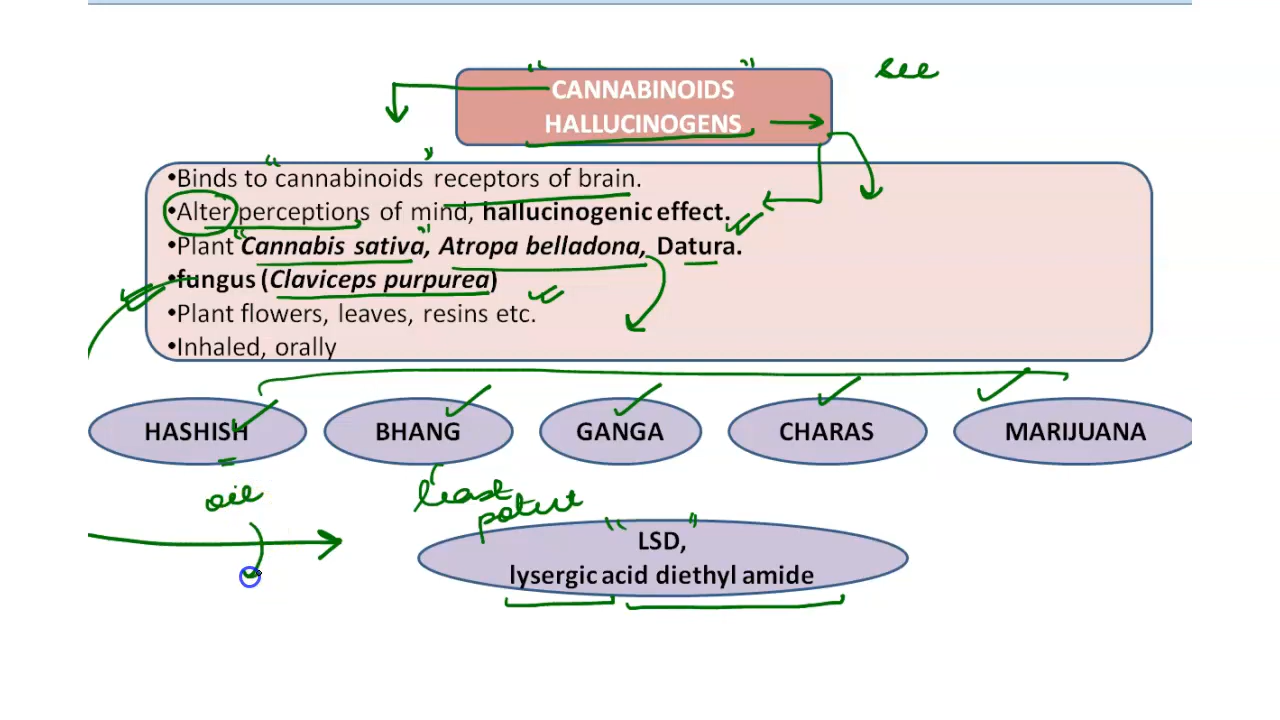 see
CANNABINOIDS
HALLUCINOGENS
•Binds to cannabinoids receptors of brain.
•Alter perceptions of mind, hallucinogenic effect.
•Plant Cannabis sativa, Atropa belladona, Datura.
•fungus (Claviceps purpurea)
•Plant flowers, leaves, resins etc.
•Inhaled, orally
HASHISH BHANG GANGA CHARAS MARIJUANA
oil
least
potent
LSD,
lysergic acid diethyl amide